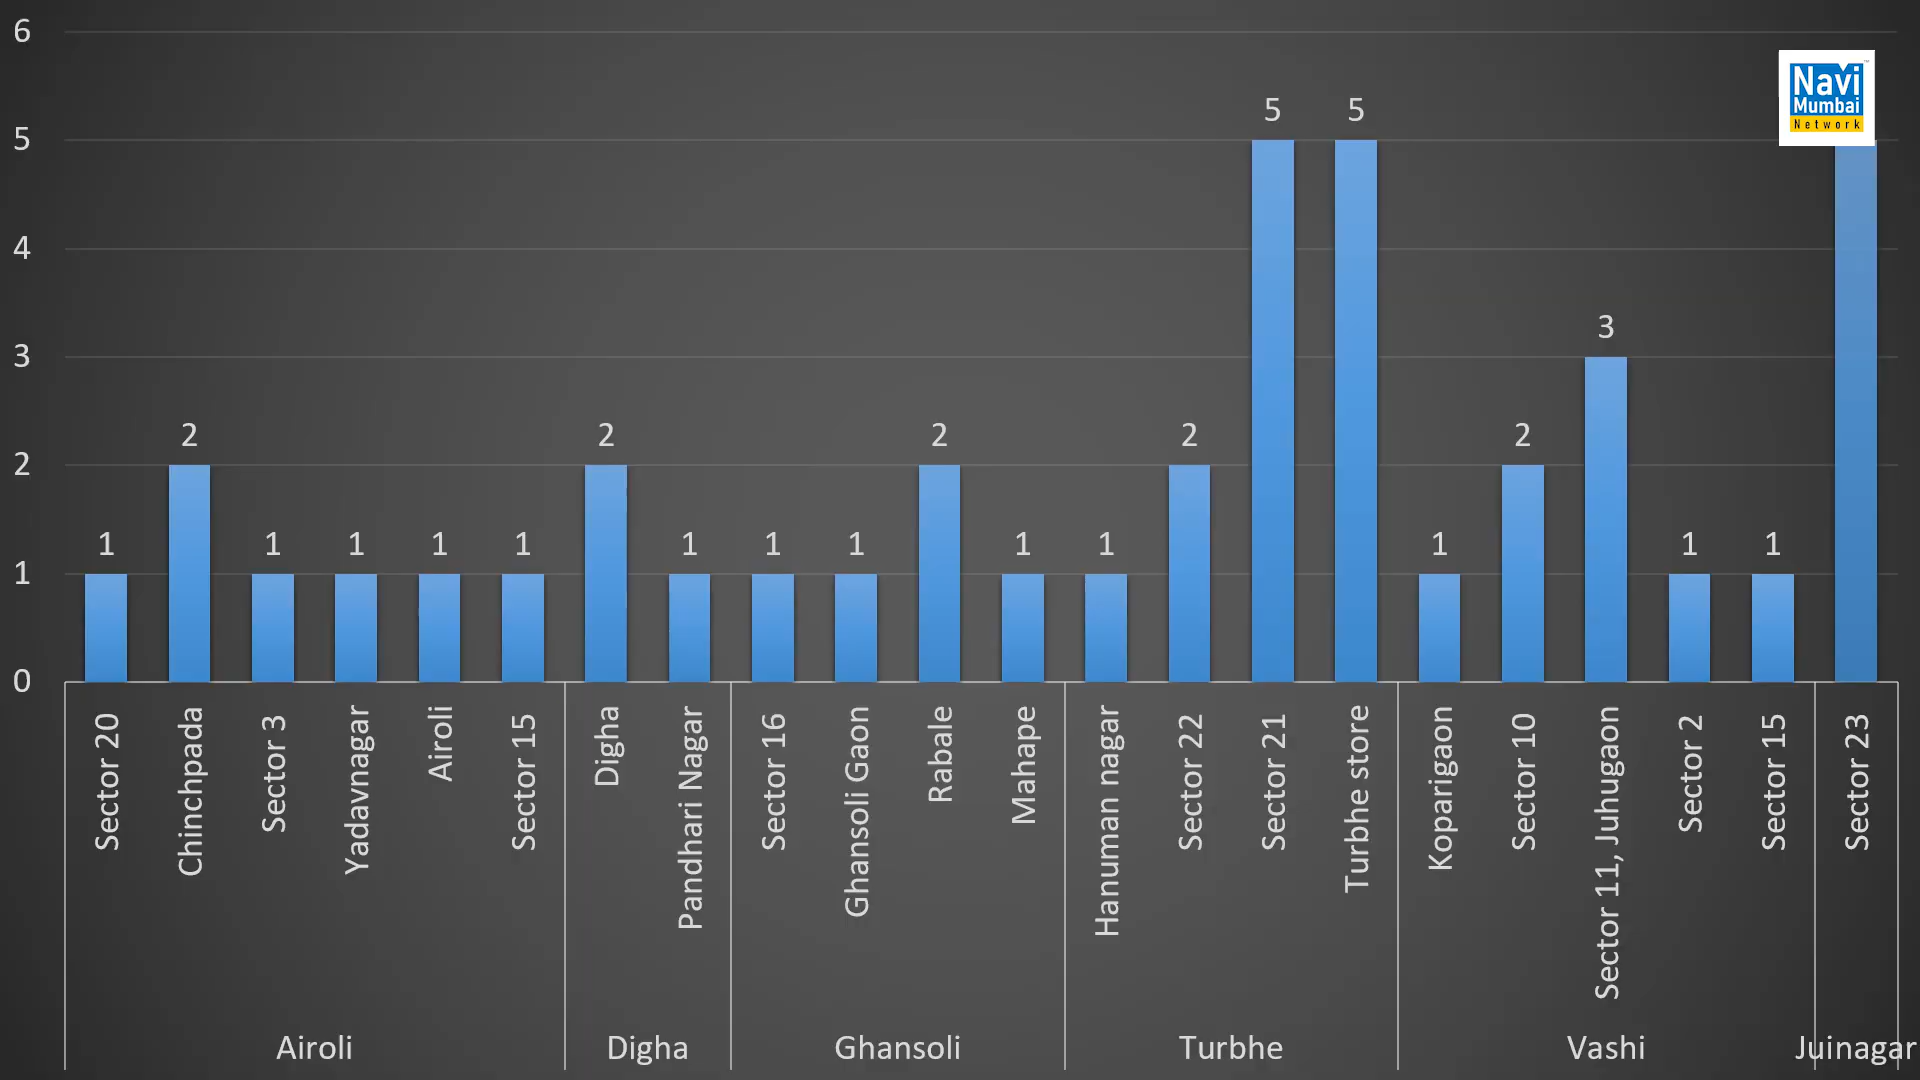 6
5
4
3
2
1
0
Navi
Mumbai
Network
1
2
1
1
1
1
2
1
1
1
2
1
1
2
5
5
1
2
3
1
1
Sector 20
Chinchpada
Sector 3
Yadavnagar
Airoli
Sector 15
Digha
Pandhari Nagar
Sector 16
Ghansoli Gaon
Rabale
Mahape
Hanuman nagar
Sector 22
Sector 21
Turbhe store
Koparigaon
Sector 10
Sector 11, Juhugaon
Sector 2
Sector 15
Sector 23
Airoli
Digha
Ghansoli
Turbhe
Vashi
Juinagar